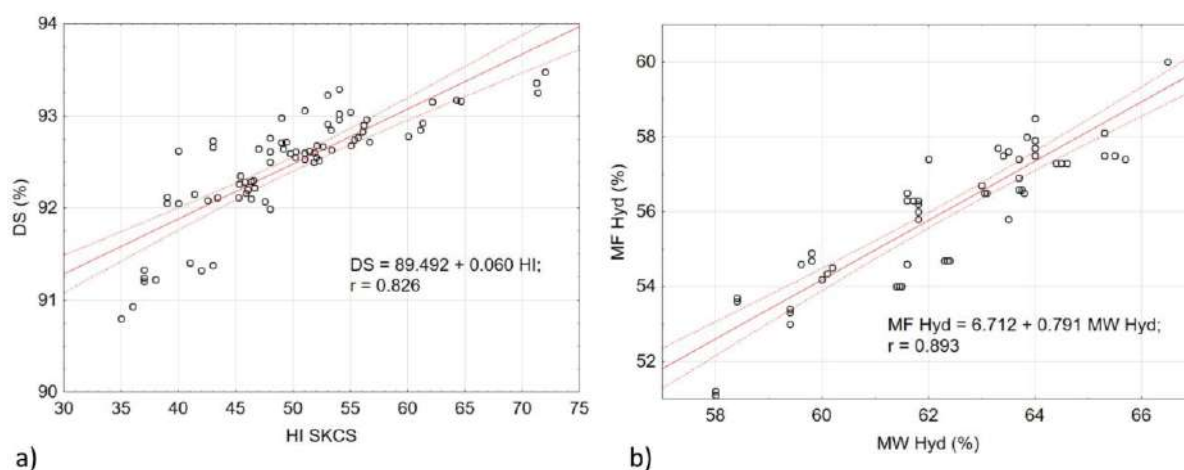 94
93
92
91
90
DS (%)
DS = 89.492 + 0.060 HI;
r = 0.826
30 35 40 45 50 55 60 65 70 75
HI SKCS
a)
60
58
56
54
52
MF Hyd (%)
MF Hyd = 6.712 + 0.791 MW Hyd;
r = 0.893
58 60 62 64 66
MW Hyd (%)
b)